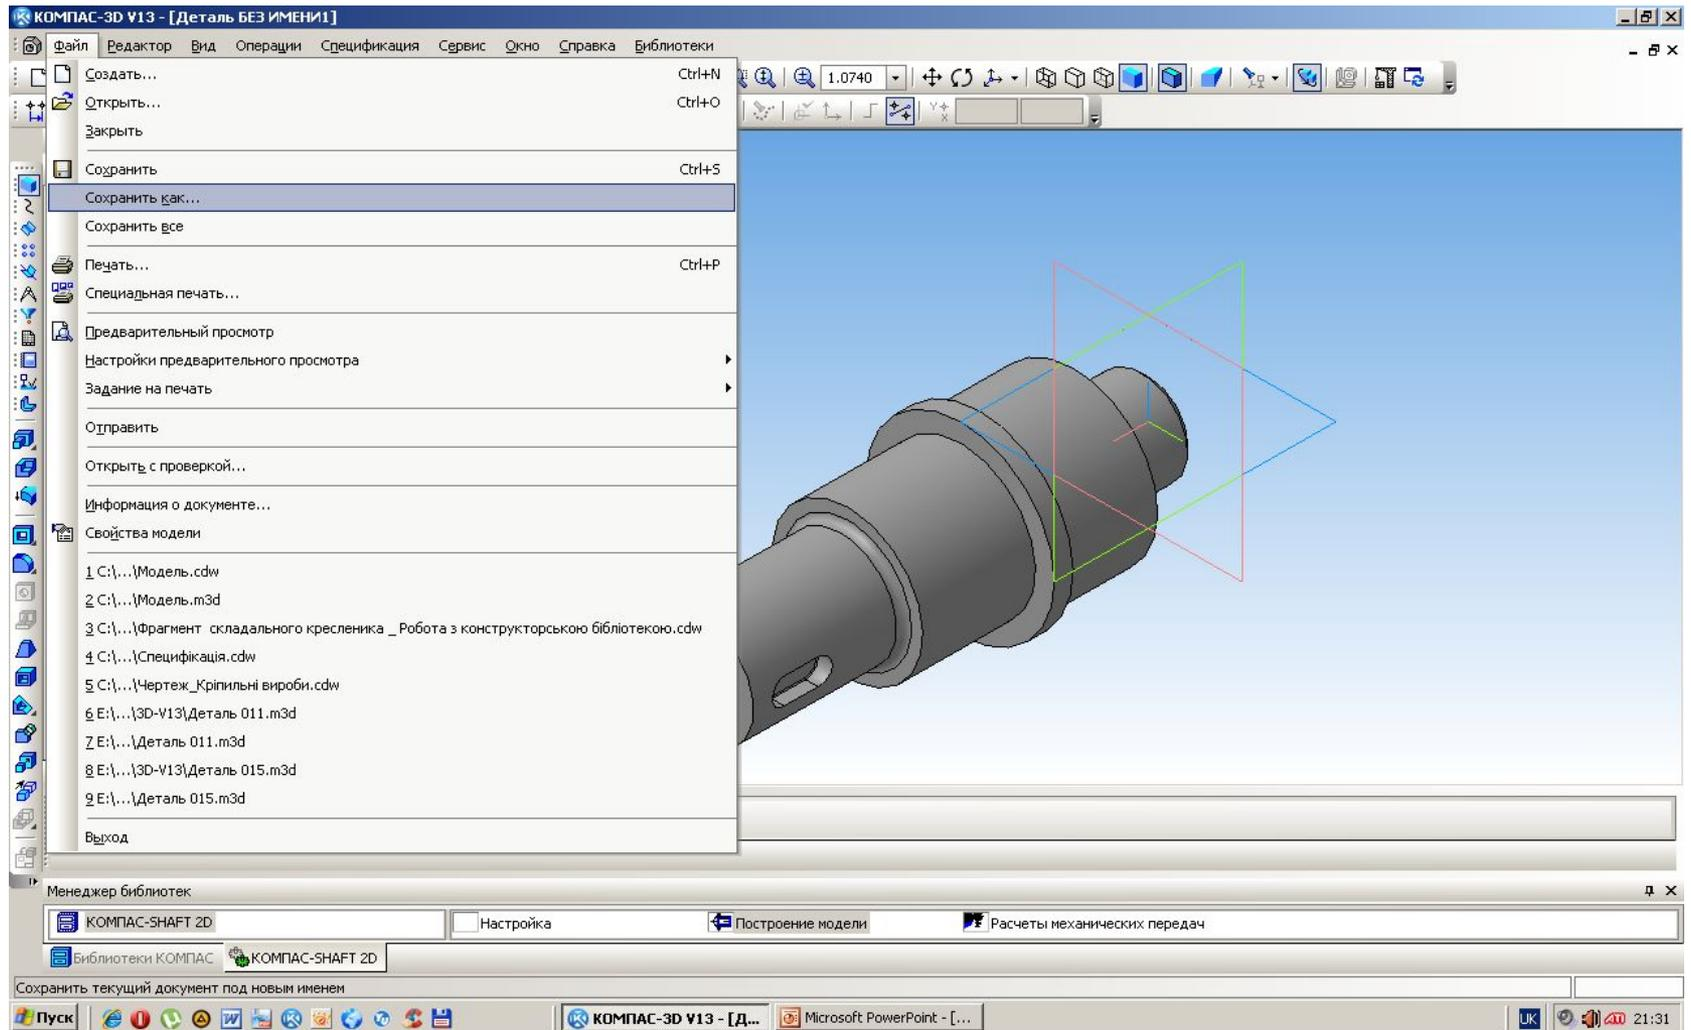 КОМПАС-3D V13 - [Деталь БЕЗ ИМЕНИ1]
Файл Редактор Вид Операции Спецификация Сервис Окно Справка Библиотеки
Создать... Ctrl+N
1.0740
Открыть... Ctrl+O
Закрыть
Сохранить Ctrl+S
Сохранить как...
Сохранить все
Печать... Ctrl+P
Специальная печать...
Предварительный просмотр
Настройки предварительного просмотра
Задание на печать
Отправить
Открыть с проверкой...
Информация о документе...
Свойства модели
1 C:\...\Модель.cdw
2 C:\...\Модель.m3d
3 C:\...\Фрагмент складального кресленика _ Робота з конструкторською бібліотекою.cdw
4 C:\...\Специфікація.cdw
5 C:\...\Чертеж_Кріпильні вироби.cdw
6 E:\...\3D-V13\Деталь 011.m3d
7 E:\...\Деталь 011.m3d
8 E:\...\3D-V13\Деталь 015.m3d
9 E:\...\Деталь 015.m3d
Выход
Менеджер библиотек
КОМПАС-SHAFT 2D Настройка Построение модели Расчеты механических передач
Библиотеки КОМПАС КОМПАС-SHAFT 2D
Сохранить текущий документ под новым именем
Пуск КОМПАС-3D V13 - [Д... Microsoft PowerPoint - [... UK 21:31